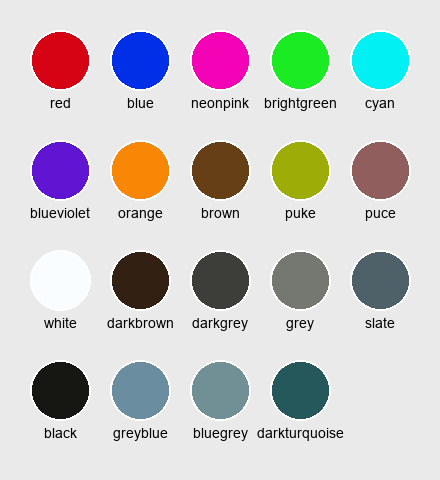 red blue neonpink brightgreen cyan
blueviolet orange brown puke puce
white darkbrown darkgrey grey slate
black greyblue bluegrey darkturquoise